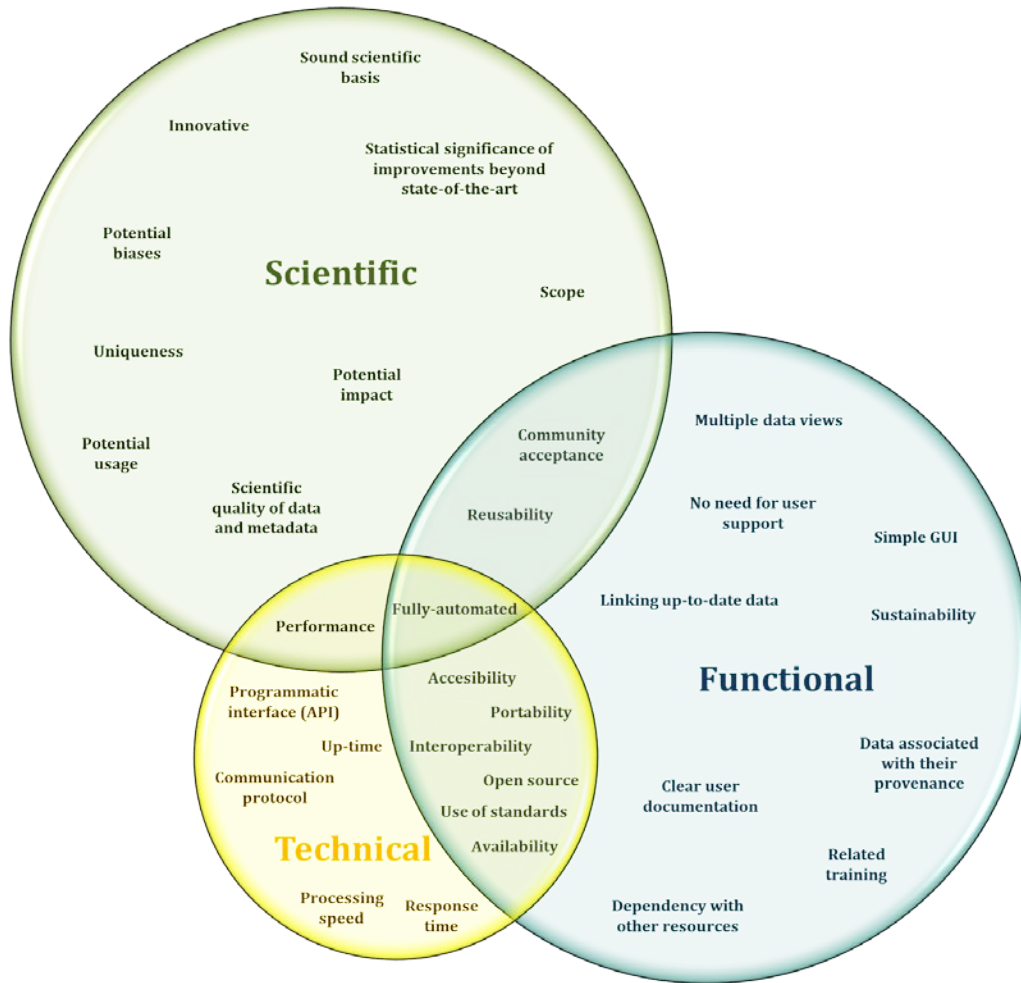 Sound scientific
basis
Innovative
Statistical significance of
improvements beyond
state-of-the-art
Potential
biases
Scientific
Scope
Uniqueness
Potential
impact
Potential
usage
Scientific
quality of data
and metadata
Community
acceptance
Reusability
Multiple data views
No need for user
support
Simple GUI
Linking up-to-date data
Sustainability
Fully-automated
Performance
Functional
Accesibility
Programmatic
interface (API)
Portability
Up-time
Interoperability
Data associated
with their
provenance
Communication
protocol
Open source
Clear user
documentation
Use of standards
Technical
Availability
Related
training
Processing
speed
Response
time
Dependency with
other resources